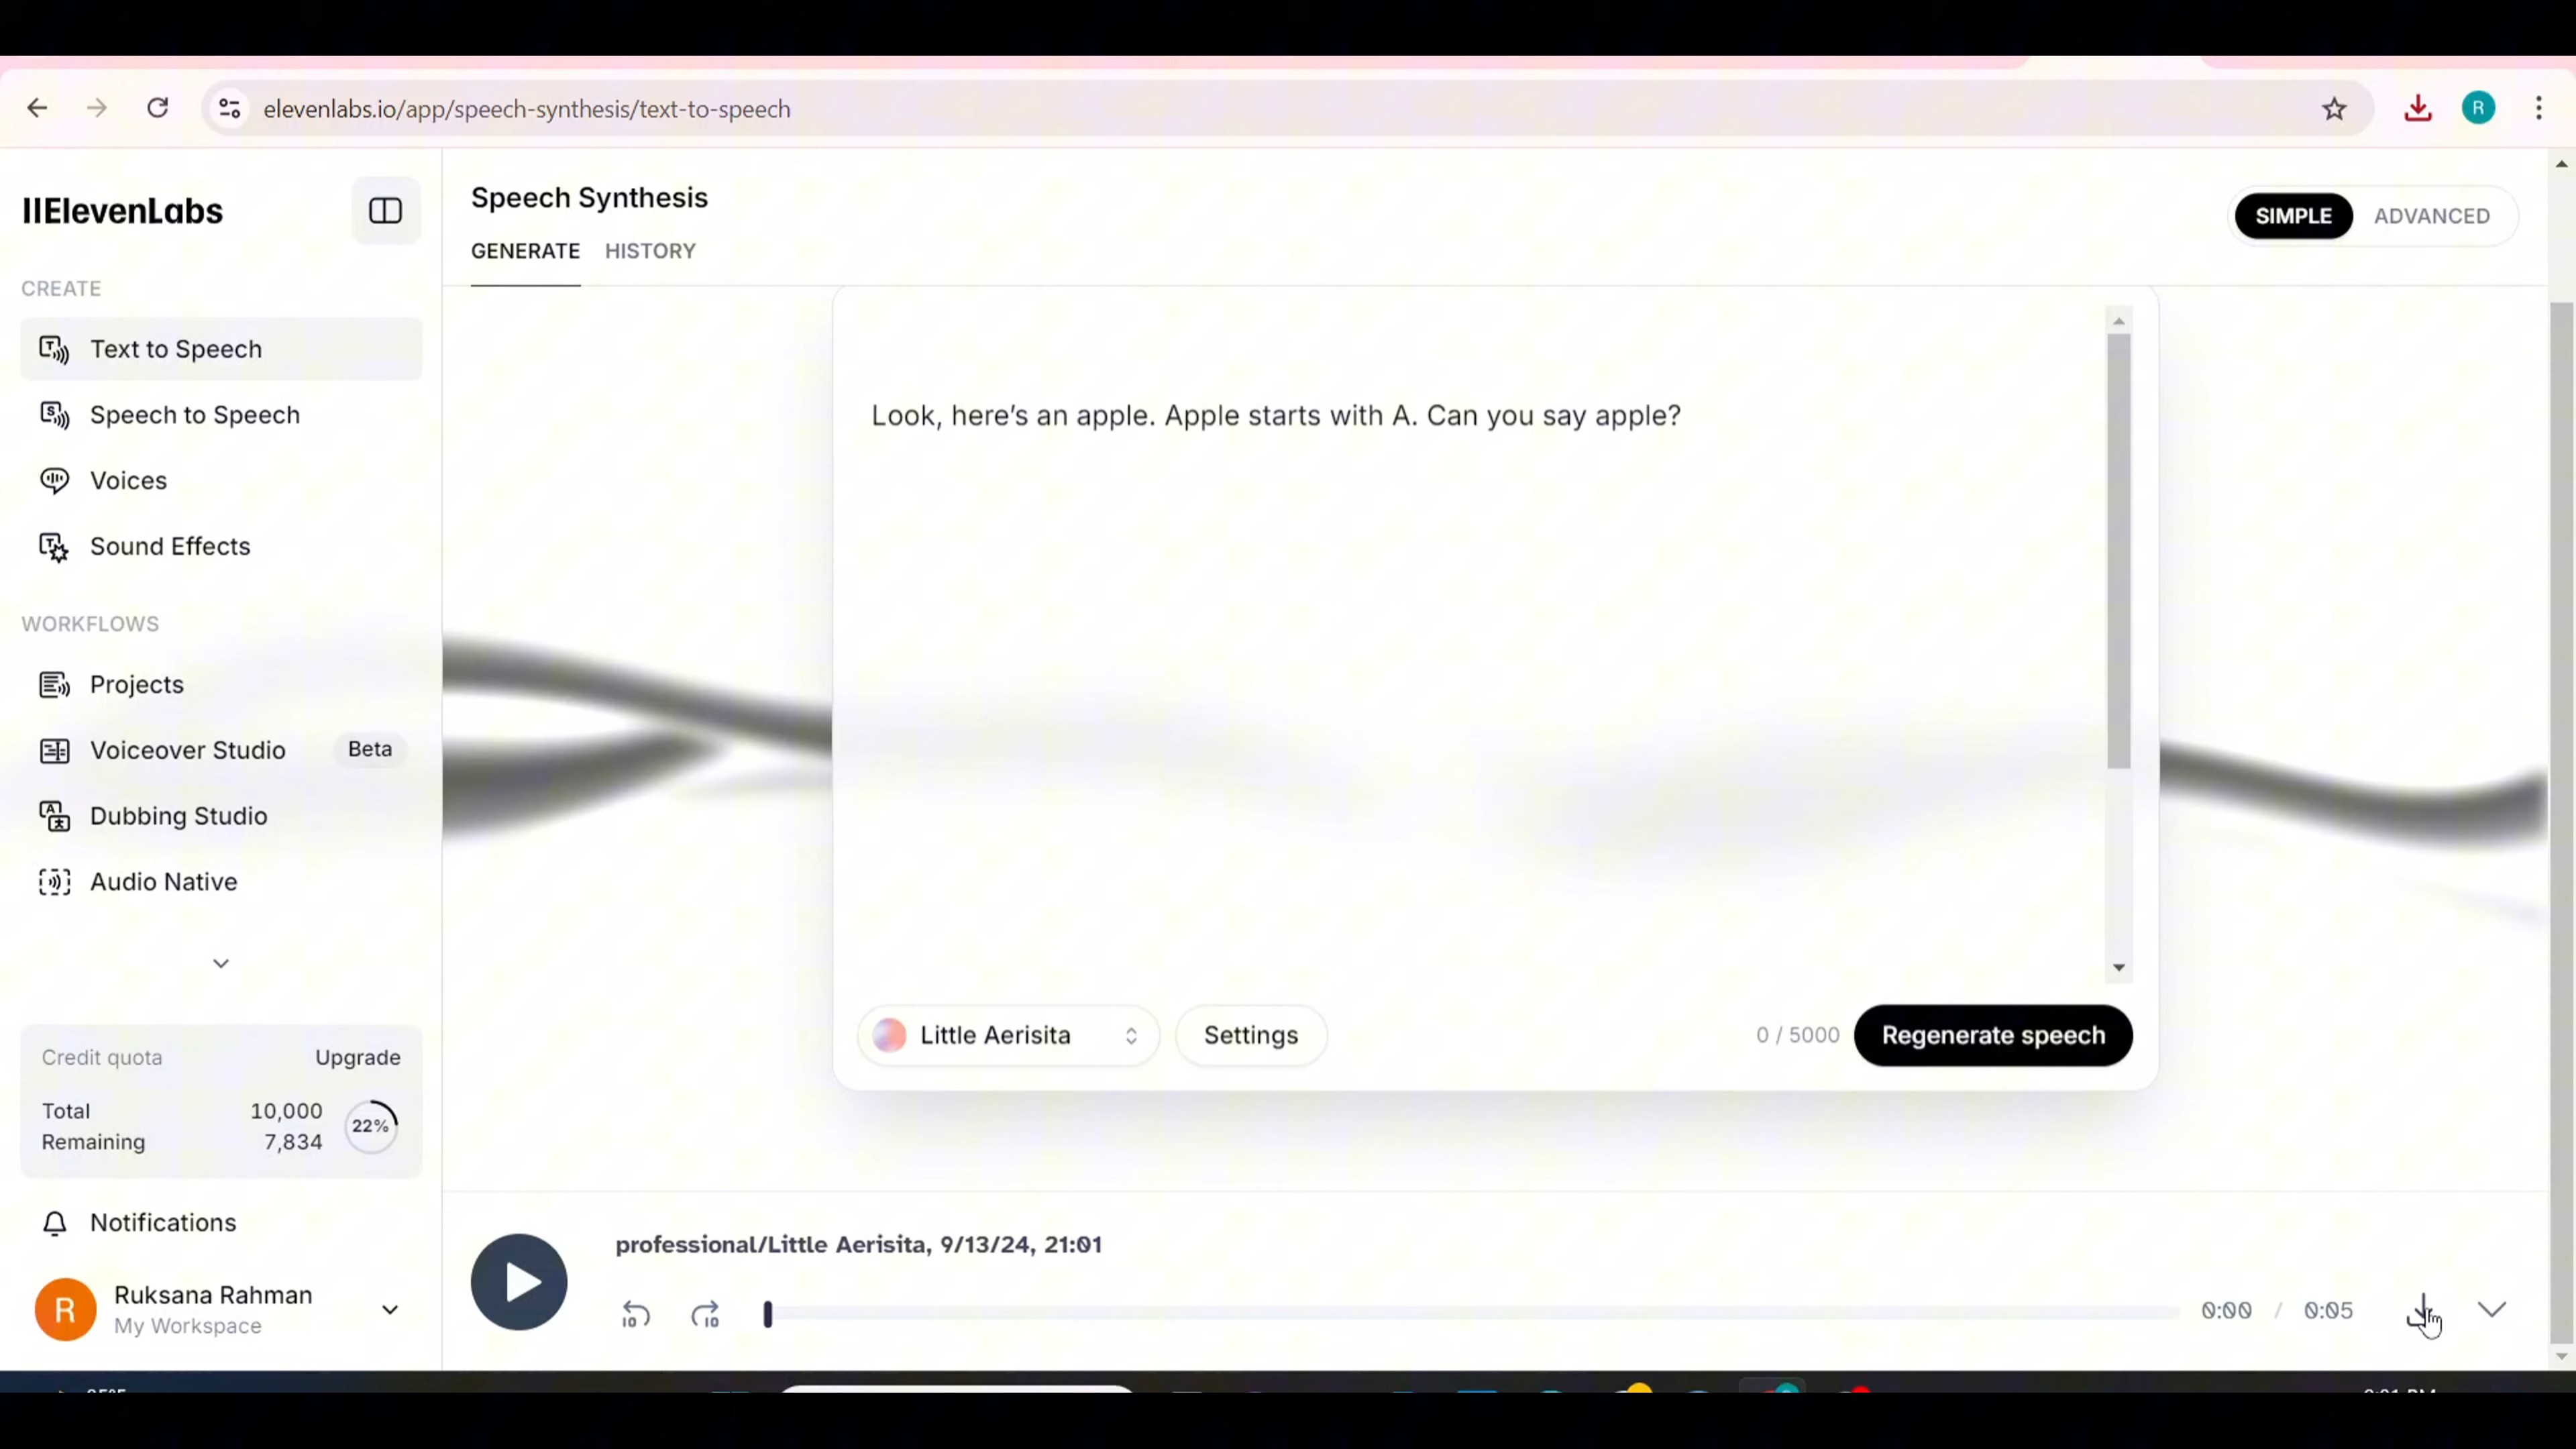 elevenlabs.io/app/speech-synthesis/text-to-speech
R
IIElevenLabs
Speech Synthesis
SIMPLE
ADVANCED
GENERATE
HISTORY
CREATE
Text to Speech
Speech to Speech
Voices
Sound Effects
WORKFLOWS
Projects
Voiceover Studio
Beta
Dubbing Studio
Audio Native
Look, here's an apple. Apple starts with A. Can you say apple?
Little Aerisita
Settings
0 / 5000
Regenerate speech
Credit quota
Upgrade
Total
10,000
Remaining
7,834
22%
Notifications
R
Ruksana Rahman
My Workspace
professional/Little Aerisita, 9/13/24, 21:01
10
10
0:00 / 0:05